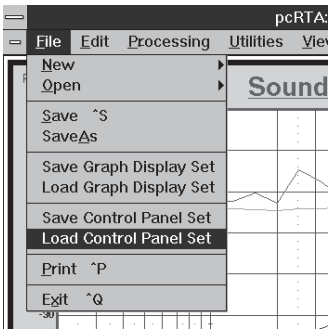 pcRTA:
File Edit Processing Utilities View
New
Open
Sound
Save ^S
SaveAs
Save Graph Display Set
Load Graph Display Set
Save Control Panel Set
Load Control Panel Set
Print ^P
Exit ^Q
-30